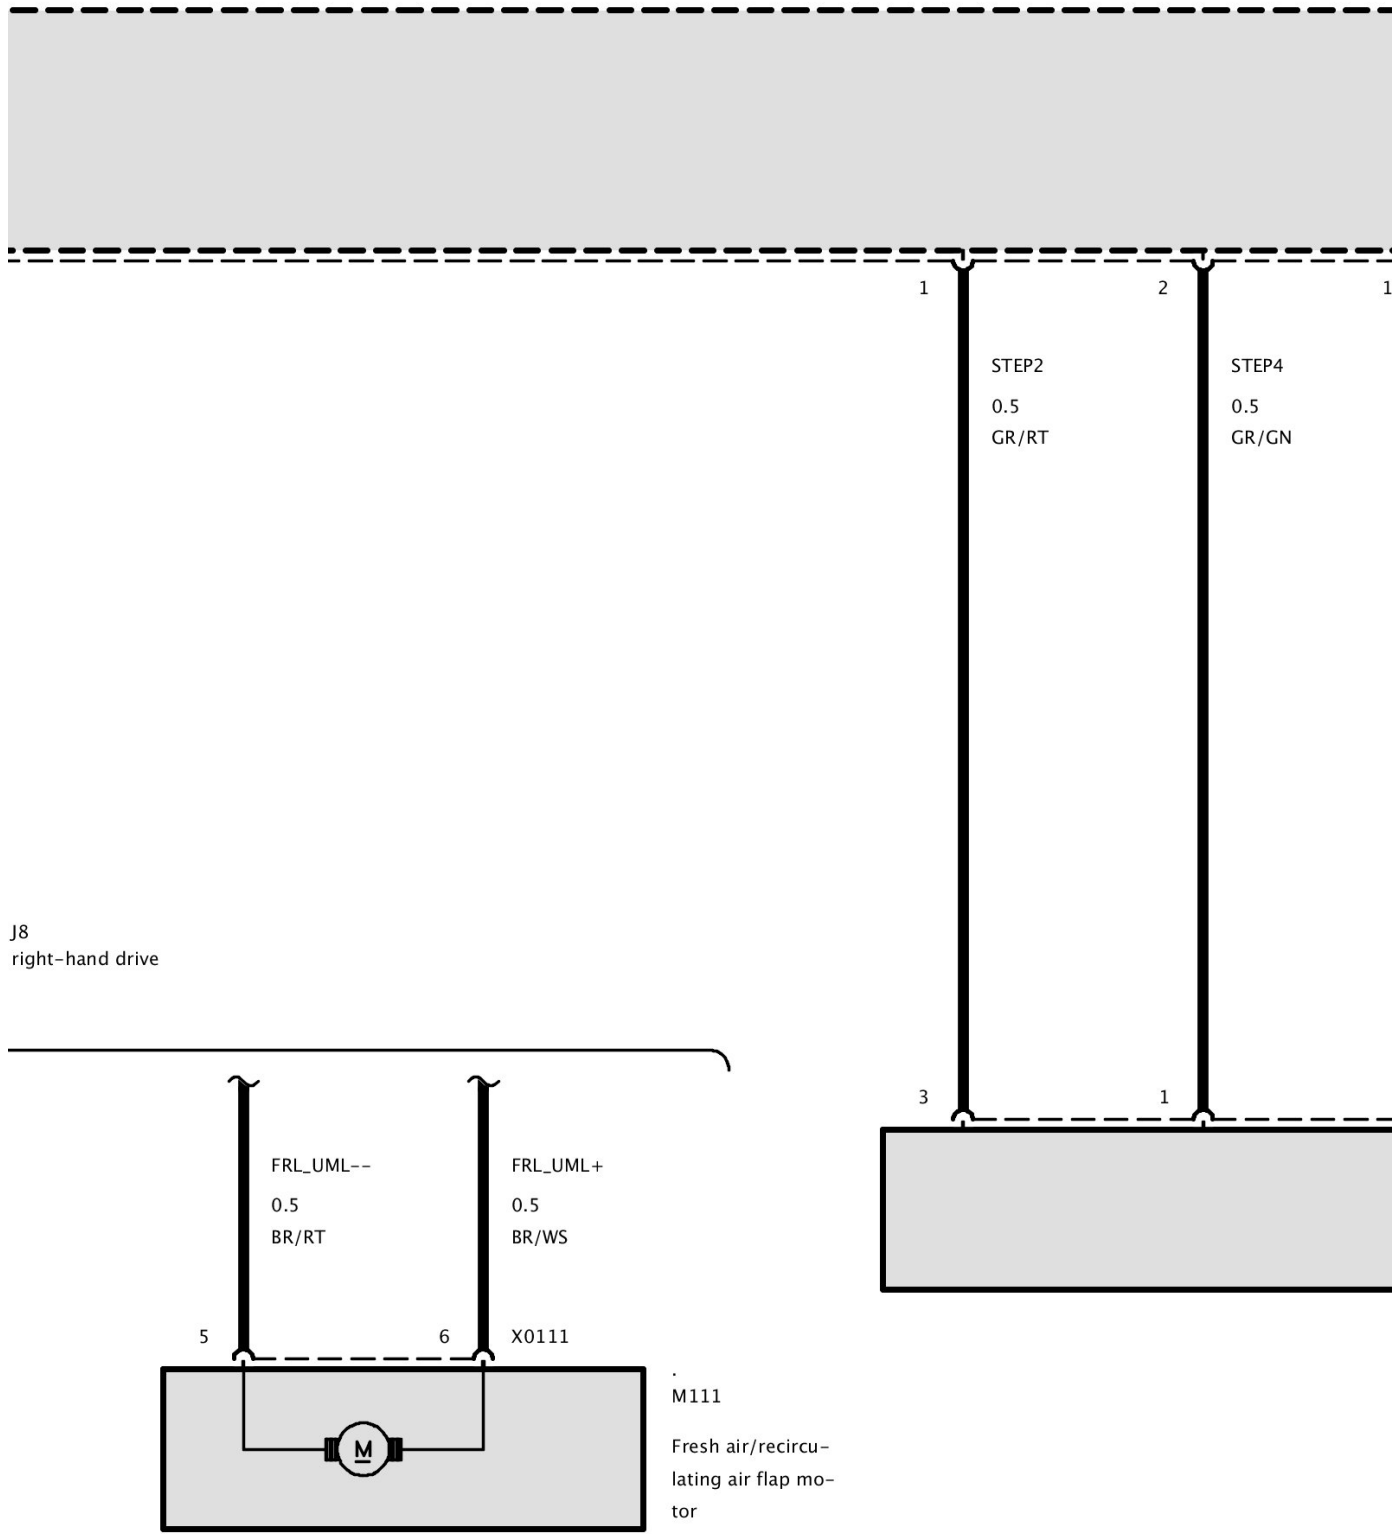 1
2
1
STEP2
STEP4
0.5
0.5
GR/RT
GR/GN
J8
right-hand drive
3
1
FRL_UML--
FRL_UML+
0.5
0.5
BR/RT
BR/WS
5
6
X0111
.
M111
M
Fresh air/recircu-
lating air flap mo-
tor